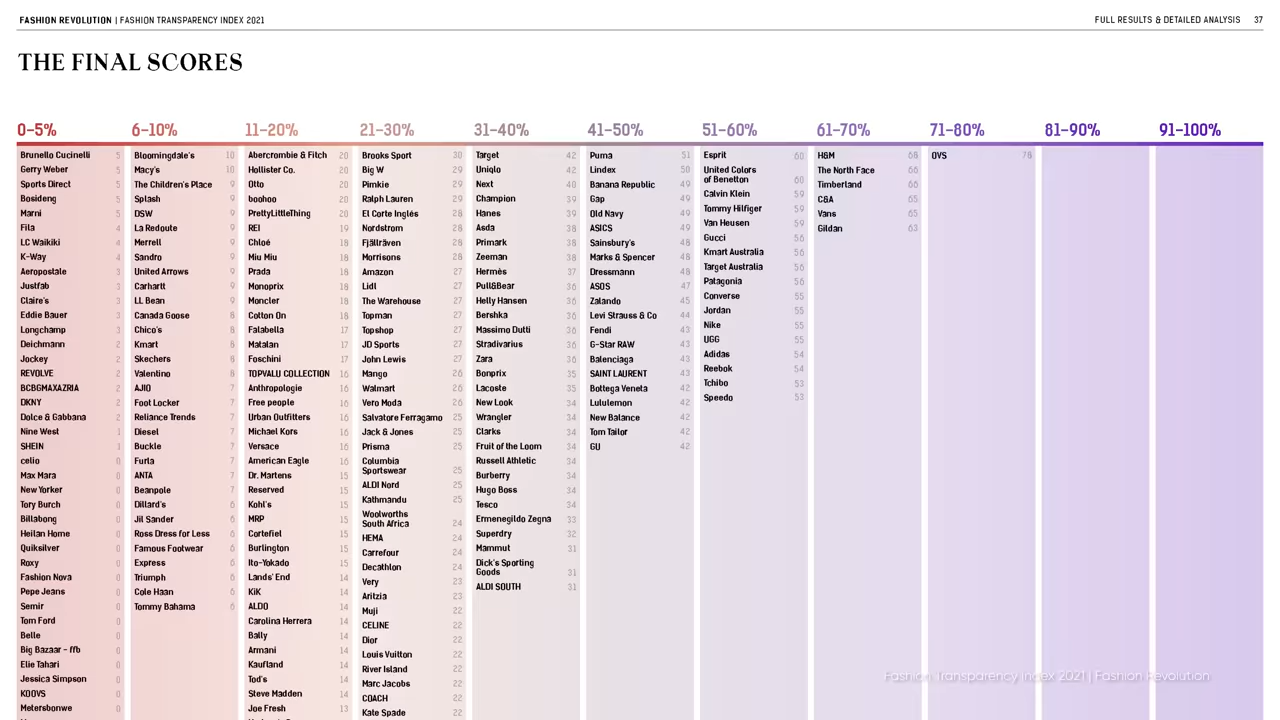 FASHION REVOLUTION | FASHION TRANSPARENCY INDEX 2021
FULL RESULTS & DETAILED ANALYSIS 37
THE FINAL SCORES
0-5%
Brunello Cucinelli 5
Gerry Weber 5
Sports Direct 5
Bosideng 5
Marni 5
Fila 4
LC Waikiki 4
K-Way 4
Aeropostale 3
Justfab 3
Claire's 3
Eddie Bauer 3
Longchamp 3
Deichmann 2
Jockey 2
REVOLVE 2
BCBGMAXAZRIA 2
DKNY 2
Dolce & Gabbana 2
Nine West 1
SHEIN 1
celio 0
Max Mara 0
New Yorker 0
Tory Burch 0
Billabong 0
Heilan Home 0
Quiksilver 0
Roxy 0
Fashion Nova 0
Pepe Jeans 0
Semir 0
Tom Ford 0
Belle 0
Big Bazaar - ffb 0
Elie Tahari 0
Jessica Simpson 0
KOOVS 0
Metersbonwe 0
6-10%
Bloomingdale's 10
Macy's 10
The Children's Place 9
Splash 9
DSW 9
La Redoute 9
Merrell 9
Sandro 9
United Arrows 9
Carhartt 9
LL Bean 9
Canada Goose 8
Chico's 8
Kmart 8
Skechers 8
Valentino 8
AJIO 7
Foot Locker 7
Reliance Trends 7
Diesel 7
Buckle 7
Furla 7
ANTA 7
Beanpole 7
Dillard's 6
Jil Sander 6
Ross Dress for Less 6
Famous Footwear 6
Express 6
Triumph 6
Cole Haan 6
Tommy Bahama 6
11-20%
Abercrombie & Fitch 20
Hollister Co. 20
Otto 20
boohoo 20
PrettyLittleThing 20
REI 19
Chloé 18
Miu Miu 18
Prada 18
Monoprix 18
Moncler 18
Cotton On 18
Falabella 17
Matalan 17
Foschini 17
TOPVALU COLLECTION 16
Anthropologie 16
Free people 16
Urban Outfitters 16
Michael Kors 16
Versace 16
American Eagle 16
Dr. Martens 15
Reserved 15
Kohl's 15
MRP 15
Cortefiel 15
Burlington 15
Ito-Yokado 15
Lands' End 14
KiK 14
ALDO 14
Carolina Herrera 14
Bally 14
Armani 14
Kaufland 14
Tod's 14
Steve Madden 14
Joe Fresh 13
21-30%
Brooks Sport 30
Big W 29
Pimkie 29
Ralph Lauren 29
El Corte Inglés 28
Nordstrom 28
Fjällräven 28
Morrisons 28
Amazon 27
Lidl 27
The Warehouse 27
Topman 27
Topshop 27
JD Sports 27
John Lewis 27
Mango 26
Walmart 26
Vero Moda 26
Salvatore Ferragamo 25
Jack & Jones 25
Prisma 25
Columbia
Sportswear 25
ALDI Nord 25
Kathmandu 25
Woolworths
South Africa 24
HEMA 24
Carrefour 24
Decathlon 24
Very 23
Aritzia 23
Muji 22
CELINE 22
Dior 22
Louis Vuitton 22
River Island 22
Marc Jacobs 22
COACH 22
Kate Spade 22
31-40%
Target 42
Uniqlo 42
Next 40
Champion 39
Hanes 39
Asda 38
Primark 38
Zeeman 38
Hermès 37
Pull&Bear 36
Helly Hansen 36
Bershka 36
Massimo Dutti 36
Stradivarius 36
Zara 36
Bonprix 35
Lacoste 35
New Look 34
Wrangler 34
Clarks 34
Fruit of the Loom 34
Russell Athletic 34
Burberry 34
Hugo Boss 34
Tesco 34
Ermenegildo Zegna 33
Superdry 32
Mammut 31
Dick's Sporting
Goods 31
ALDI SOUTH 31
41-50%
Puma 51
Lindex 50
Banana Republic 49
Gap 49
Old Navy 49
ASICS 49
Sainsbury's 48
Marks & Spencer 48
Dressmann 48
ASOS 47
Zalando 45
Levi Strauss & Co 44
Fendi 43
G-Star RAW 43
Balenciaga 43
SAINT LAURENT 43
Bottega Veneta 42
Lululemon 42
New Balance 42
Tom Tailor 42
GU 42
51-60%
Esprit 60
United Colors
of Benetton 60
Calvin Klein 59
Tommy Hilfiger 59
Van Heusen 59
Gucci 56
Kmart Australia 56
Target Australia 56
Patagonia 56
Converse 55
Jordan 55
Nike 55
UGG 55
Adidas 54
Reebok 54
Tchibo 53
Speedo 53
61-70%
H&M 68
The North Face 66
Timberland 66
C&A 65
Vans 65
Gildan 63
71-80%
OVS 78
81-90%
91-100%
Fashion Transparency Index 2021 | Fashion Revolution